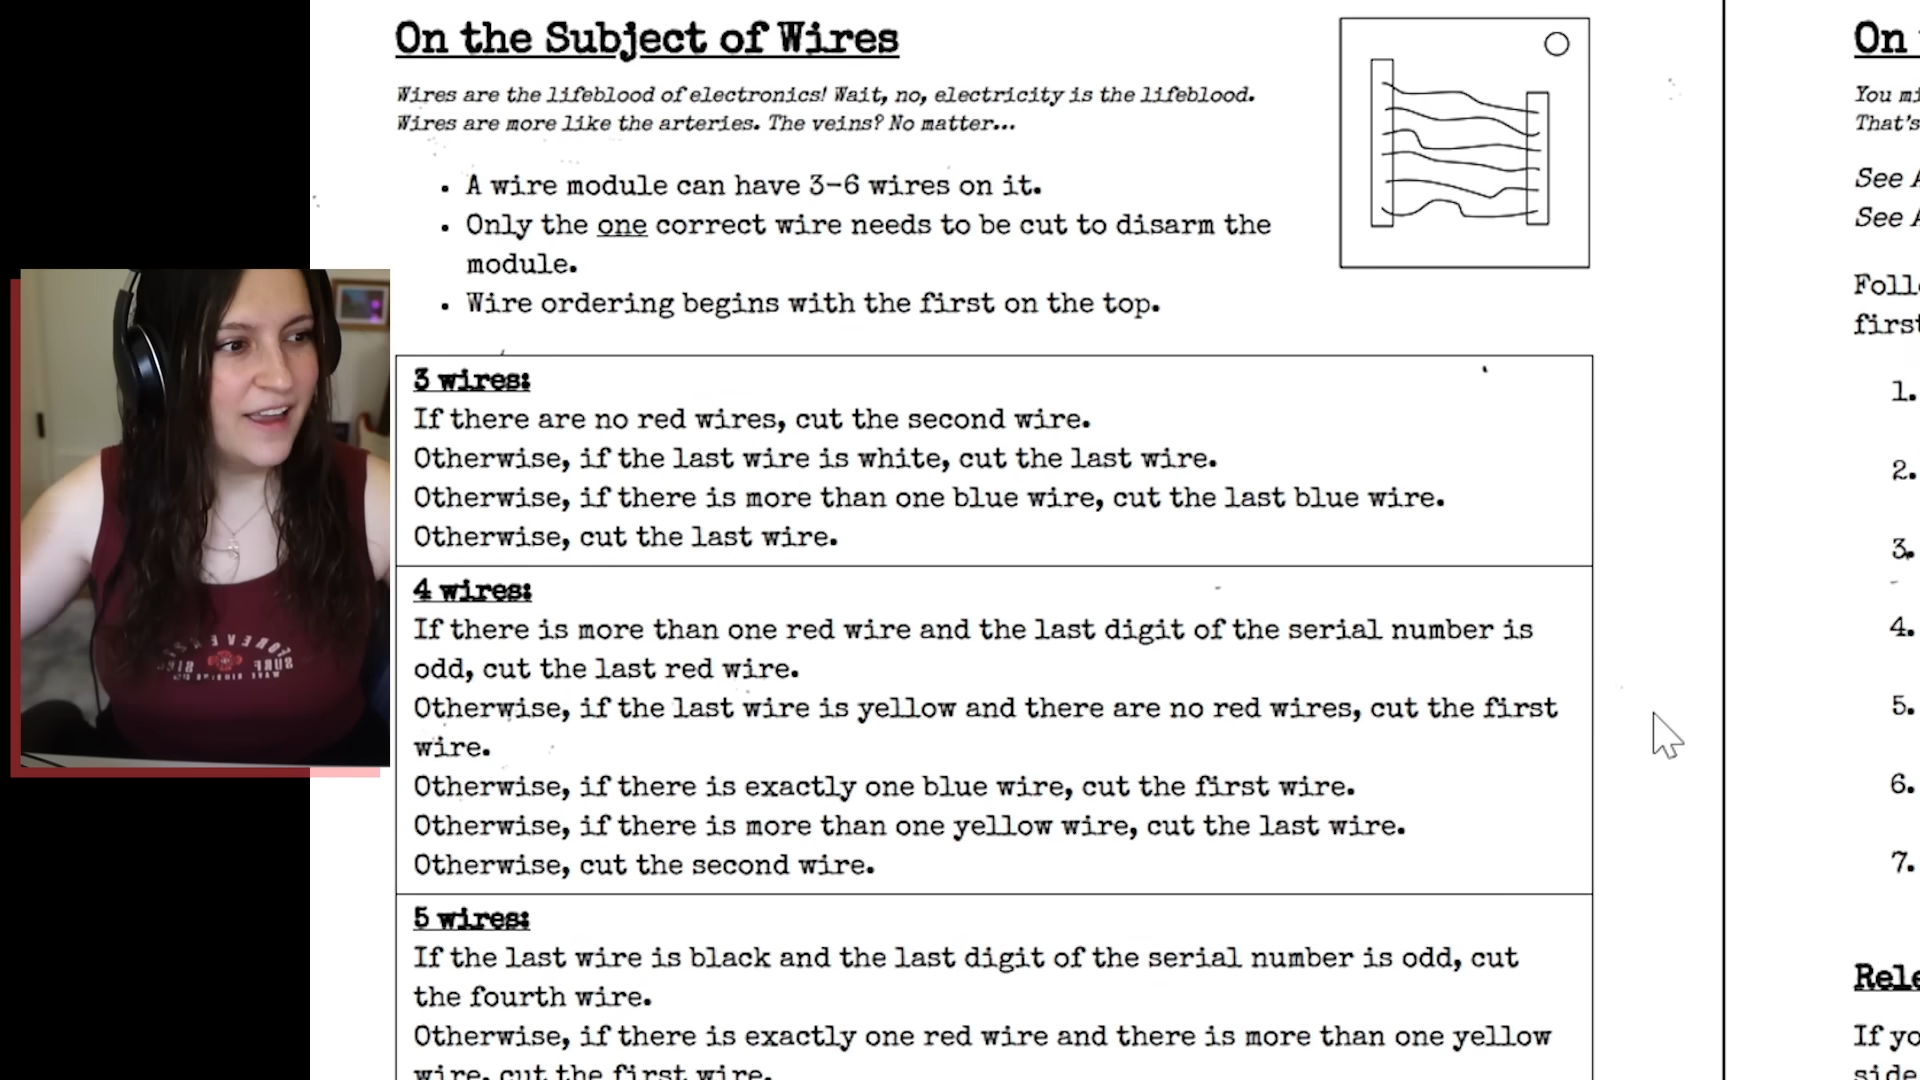 On the Subject of Wires
Wires are the lifeblood of electronics! Wait, no, electricity is the lifeblood.
Wires are more like the arteries. The veins? No matter...
• A wire module can have 3-6 wires on it.
• Only the one correct wire needs to be cut to disarm the
module.
• Wire ordering begins with the first on the top.
3 wires:
If there are no red wires, cut the second wire.
Otherwise, if the last wire is white, cut the last wire.
Otherwise, if there is more than one blue wire, cut the last blue wire.
Otherwise, cut the last wire.
4 wires:
If there is more than one red wire and the last digit of the serial number is
odd, cut the last red wire.
Otherwise, if the last wire is yellow and there are no red wires, cut the first
wire.
Otherwise, if there is exactly one blue wire, cut the first wire.
Otherwise, if there is more than one yellow wire, cut the last wire.
Otherwise, cut the second wire.
5 wires:
If the last wire is black and the last digit of the serial number is odd, cut
the fourth wire.
Otherwise, if there is exactly one red wire and there is more than one yellow
wire, cut the first wire.
On
You
That's
See A
See A
first
1.
2.
3.
4.
5.
6.
7.
If
side
FOREVER
SURF